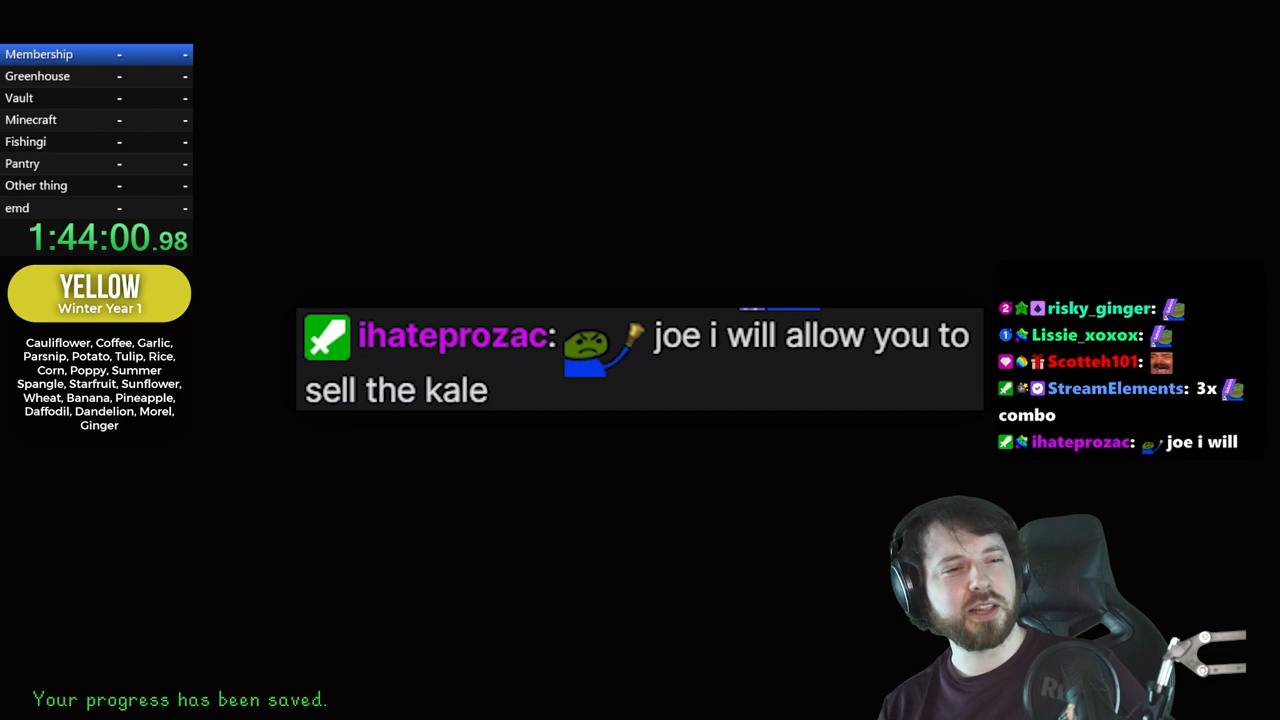 Membership - -
Greenhouse - -
Vault - -
Minecraft - -
Fishingi - -
Pantry - -
Other thing - -
emd - -
1:44:00.98
YELLOW
Winter Year 1
Cauliflower, Coffee, Garlic,
Parsnip, Potato, Tulip, Rice,
Corn, Poppy, Summer
Spangle, Starfruit, Sunflower,
Wheat, Banana, Pineapple,
Daffodil, Dandelion, Morel,
Ginger
ihateprozac: joe i will allow you to
sell the kale
2 risky_ginger:
1 Lissie_xoxox:
Scotteh101:
StreamElements: 3x
combo
ihateprozac: joe i will
Your progress has been saved.